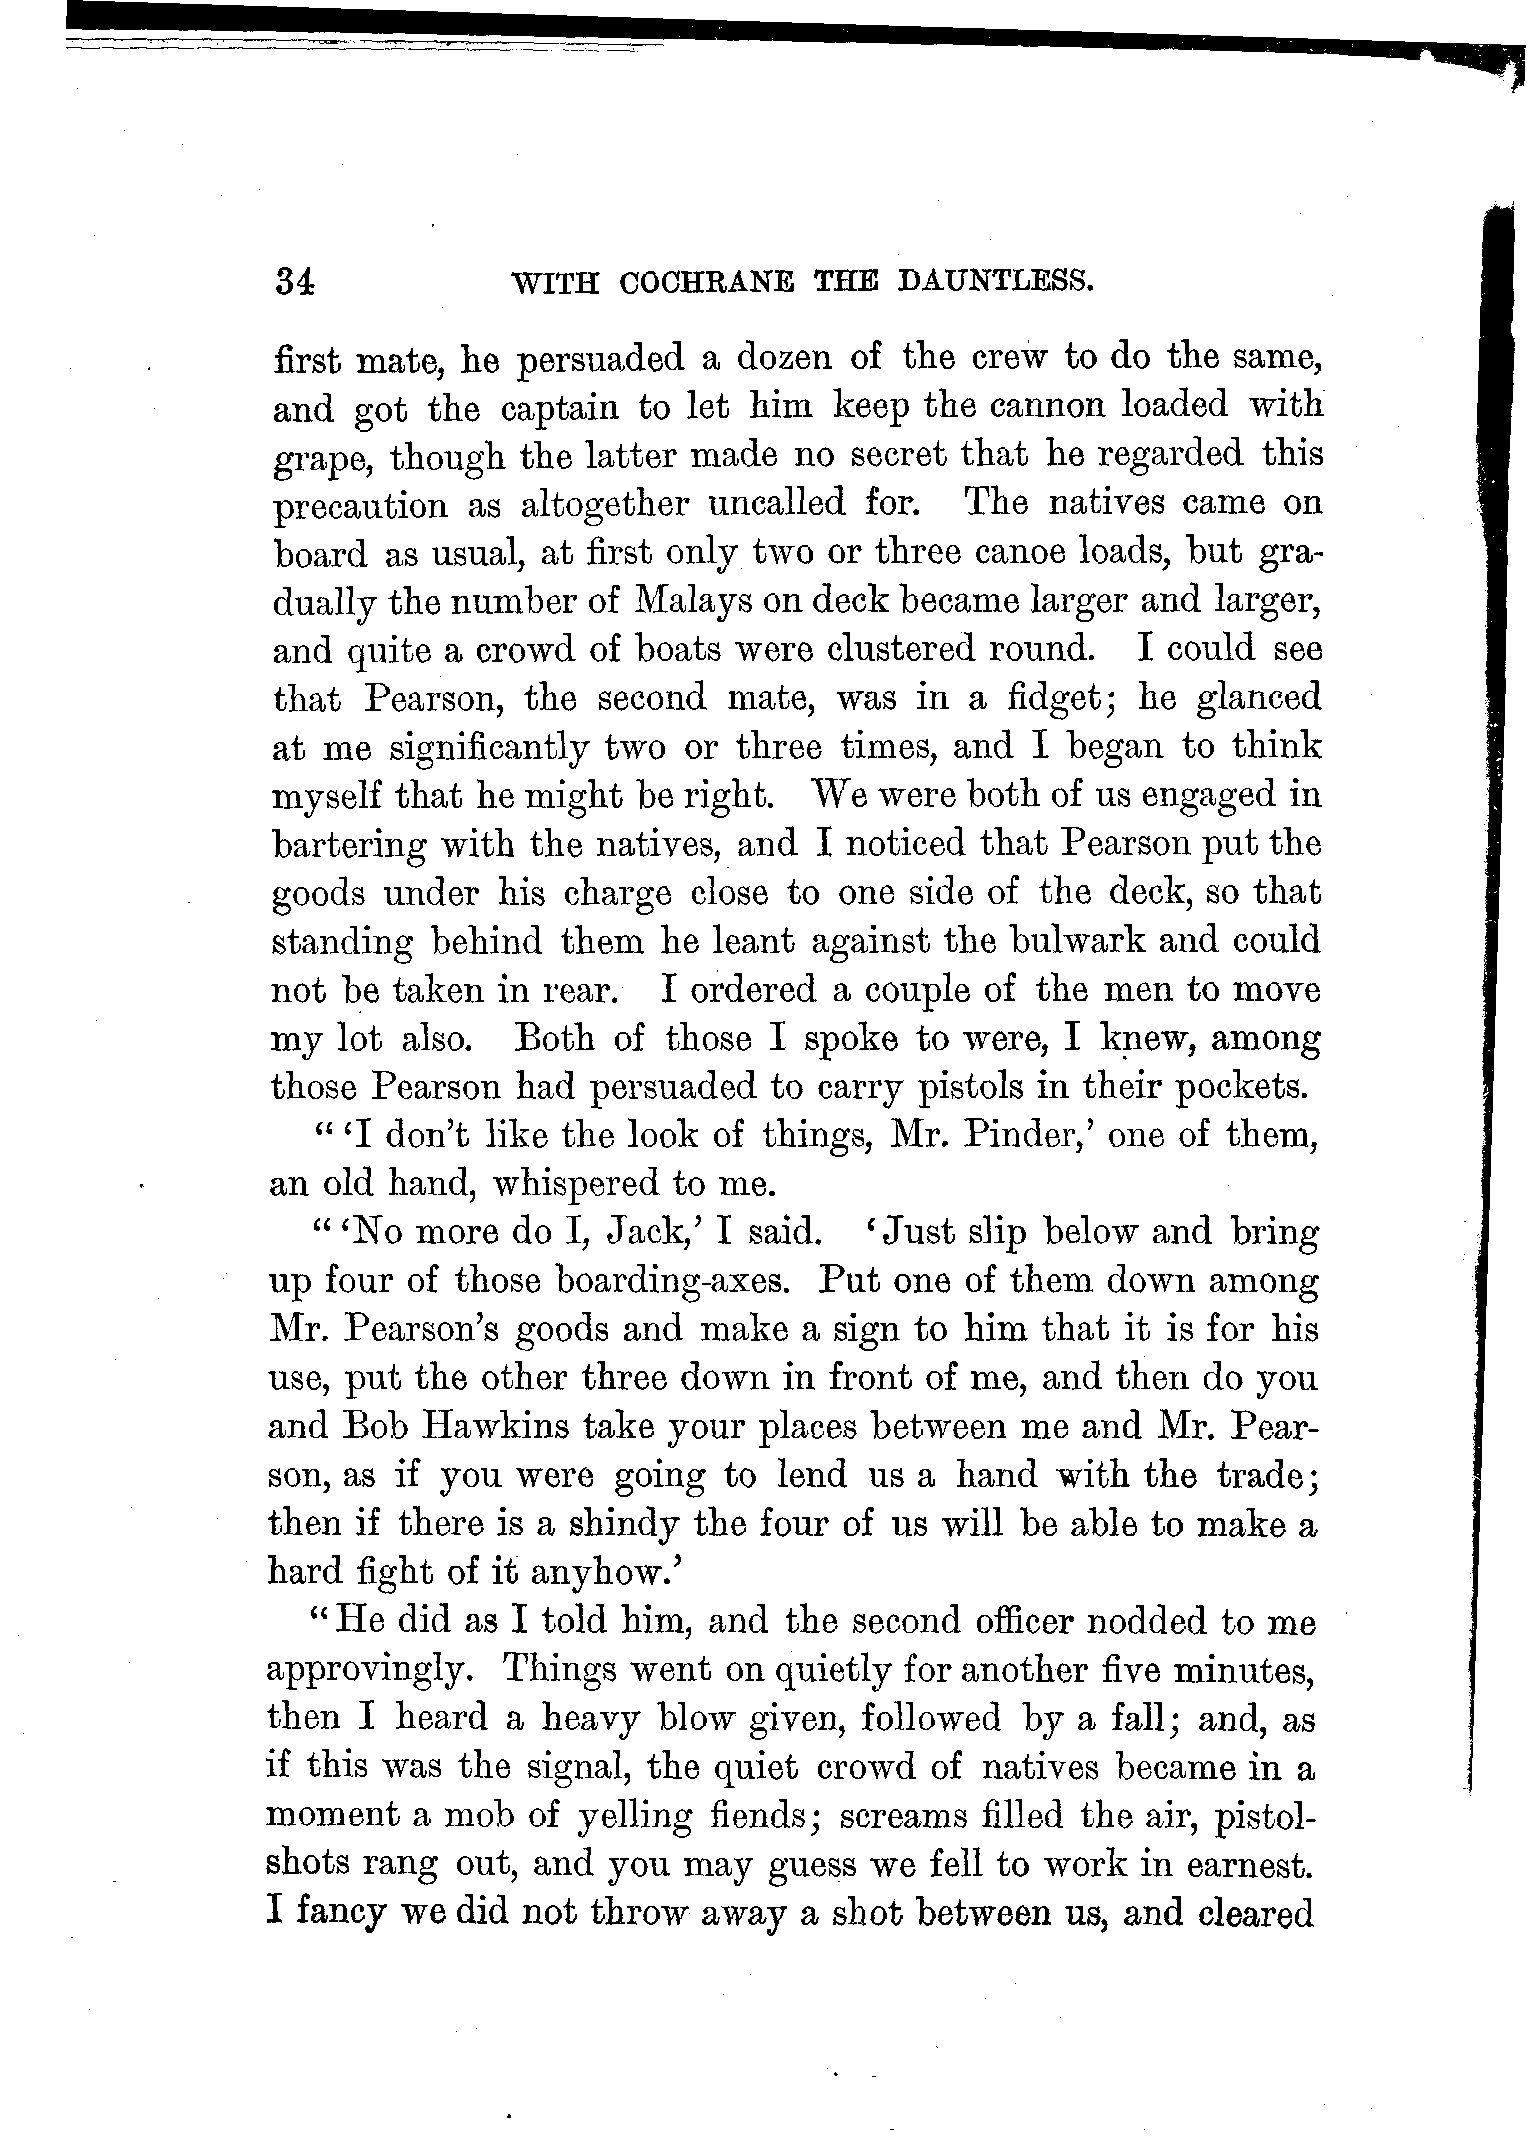 34 WITH COCHRANE THE DAUNTLESS.
first mate, he persuaded a dozen of the crew to do the same,
and got the captain to let him keep the cannon loaded with
grape, though the latter made no secret that he regarded this
precaution as altogether uncalled for. The natives came on
board as usual, at first only two or three canoe loads, but gra-
dually the number of Malays on deck became larger and larger,
and quite a crowd of boats were clustered round. I could see
that Pearson, the second mate, was in a fidget; he glanced
at me significantly two or three times, and I began to think
myself that he might be right. We were both of us engaged in
bartering with the natives, and I noticed that Pearson put the
goods under his charge close to one side of the deck, so that
standing behind them he leant against the bulwark and could
not be taken in rear. I ordered a couple of the men to move
my lot also. Both of those I spoke to were, I knew, among
those Pearson had persuaded to carry pistols in their pockets.
“ ‘I don’t like the look of things, Mr. Pinder,’ one of them,
an old hand, whispered to me.
“ ‘No more do I, Jack,’ I said. ‘Just slip below and bring
up four of those boarding-axes. Put one of them down among
Mr. Pearson’s goods and make a sign to him that it is for his
use, put the other three down in front of me, and then do you
and Bob Hawkins take your places between me and Mr. Pear-
son, as if you were going to lend us a hand with the trade;
then if there is a shindy the four of us will be able to make a
hard fight of it anyhow.’
“He did as I told him, and the second officer nodded to me
approvingly. Things went on quietly for another five minutes,
then I heard a heavy blow given, followed by a fall; and, as
if this was the signal, the quiet crowd of natives became in a
moment a mob of yelling fiends; screams filled the air, pistol-
shots rang out, and you may guess we fell to work in earnest.
I fancy we did not throw away a shot between us, and cleared